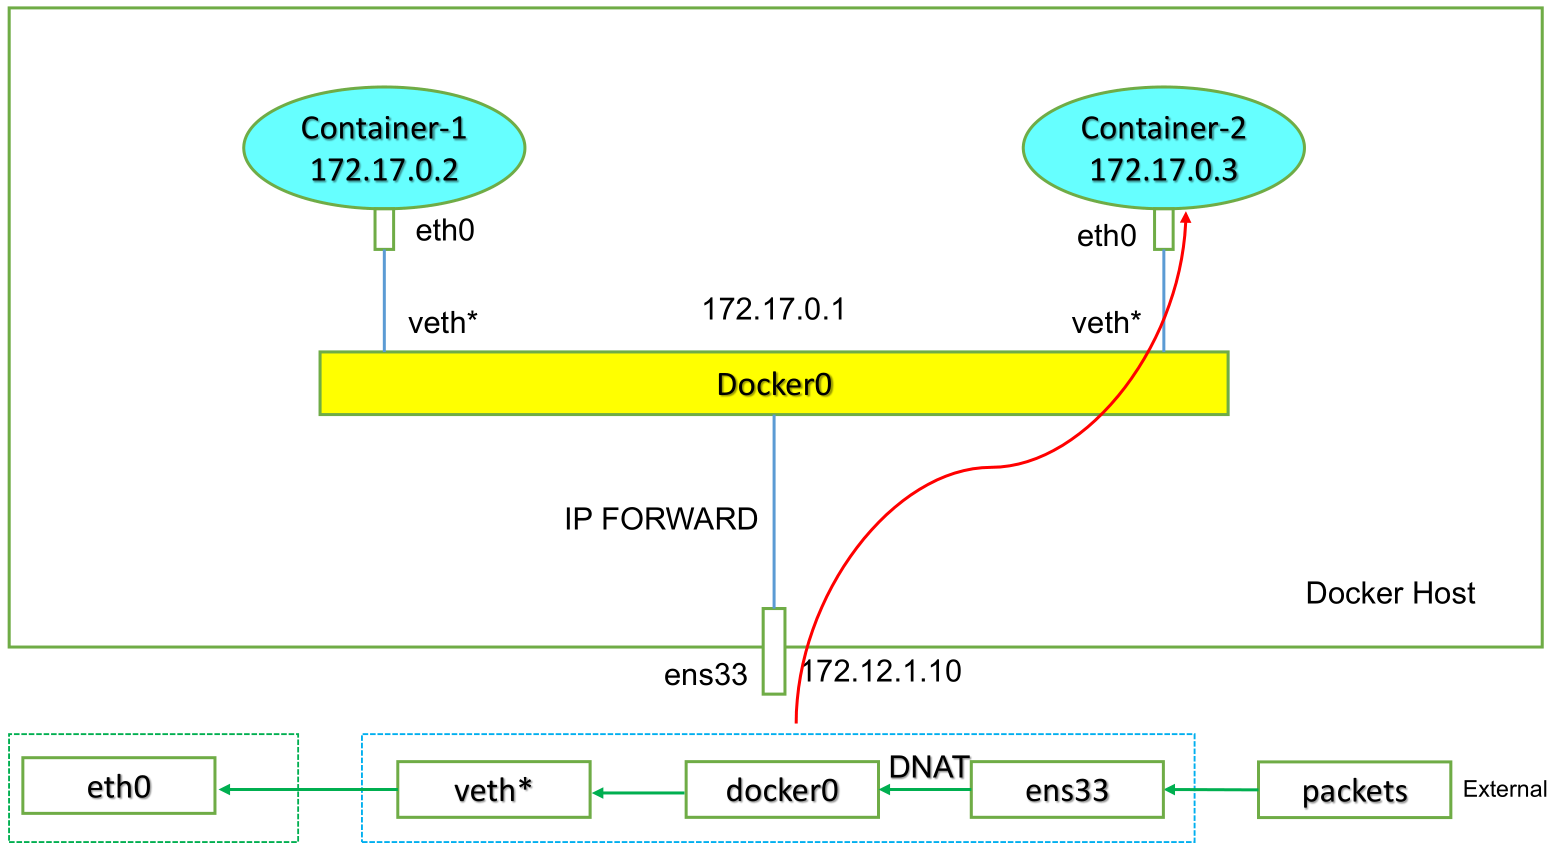 Container-1
172.17.0.2
Container-2
172.17.0.3
eth0
eth0
172.17.0.1
veth*
veth*
Docker0
IP FORWARD
Docker Host
ens33
172.12.1.10
eth0
veth*
docker0
DNAT
ens33
packets
External